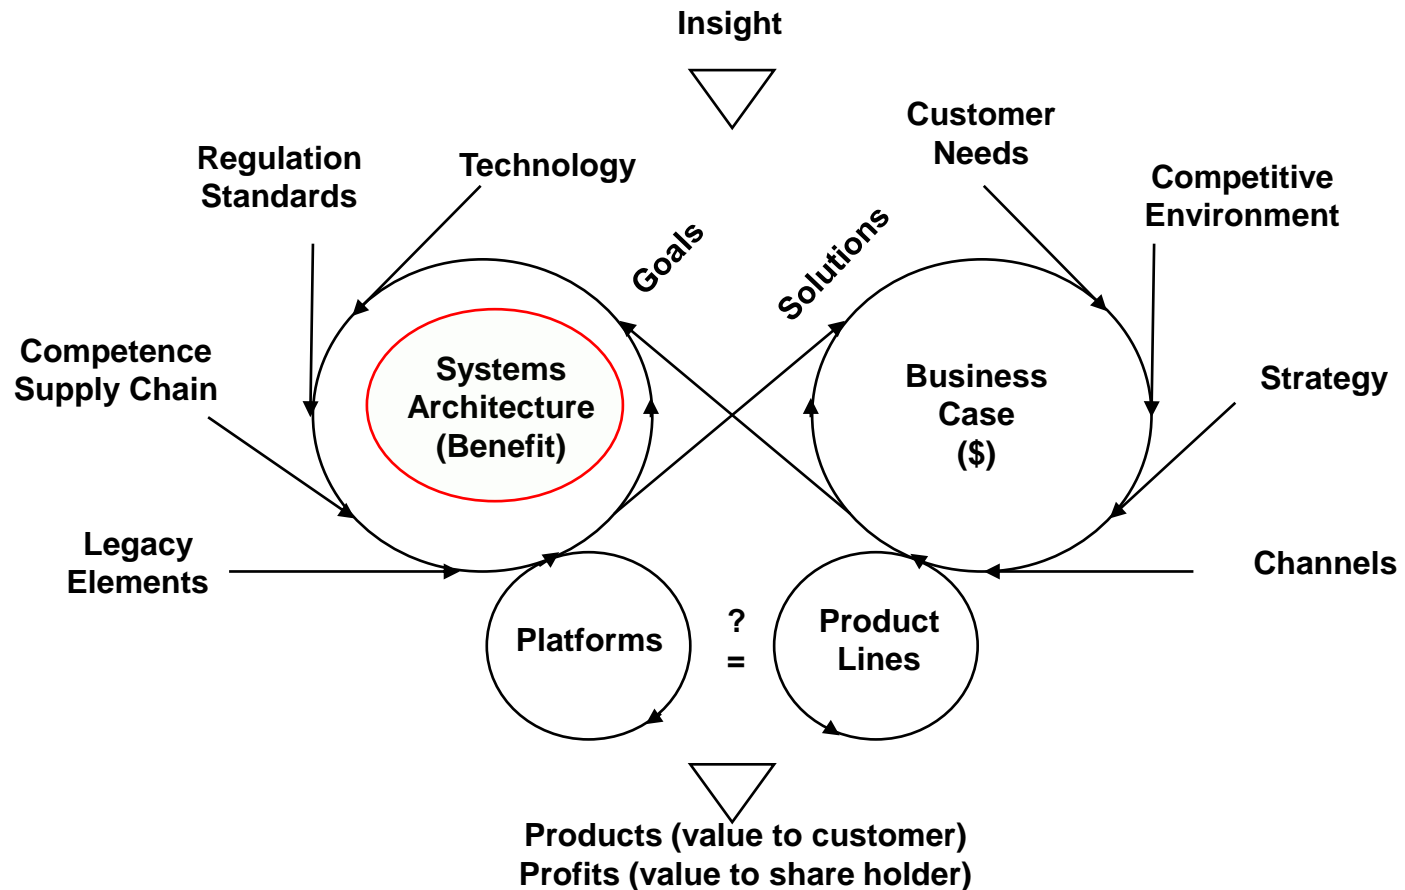 Insight
Customer
Needs
Regulation
Standards
Technology
Competitive
Environment
Goals
Solutions
Competence
Supply Chain
Systems
Architecture
(Benefit)
Business
Case
($)
Strategy
Legacy
Elements
Channels
Platforms
?
=
Product
Lines
Products (value to customer)
Profits (value to share holder)